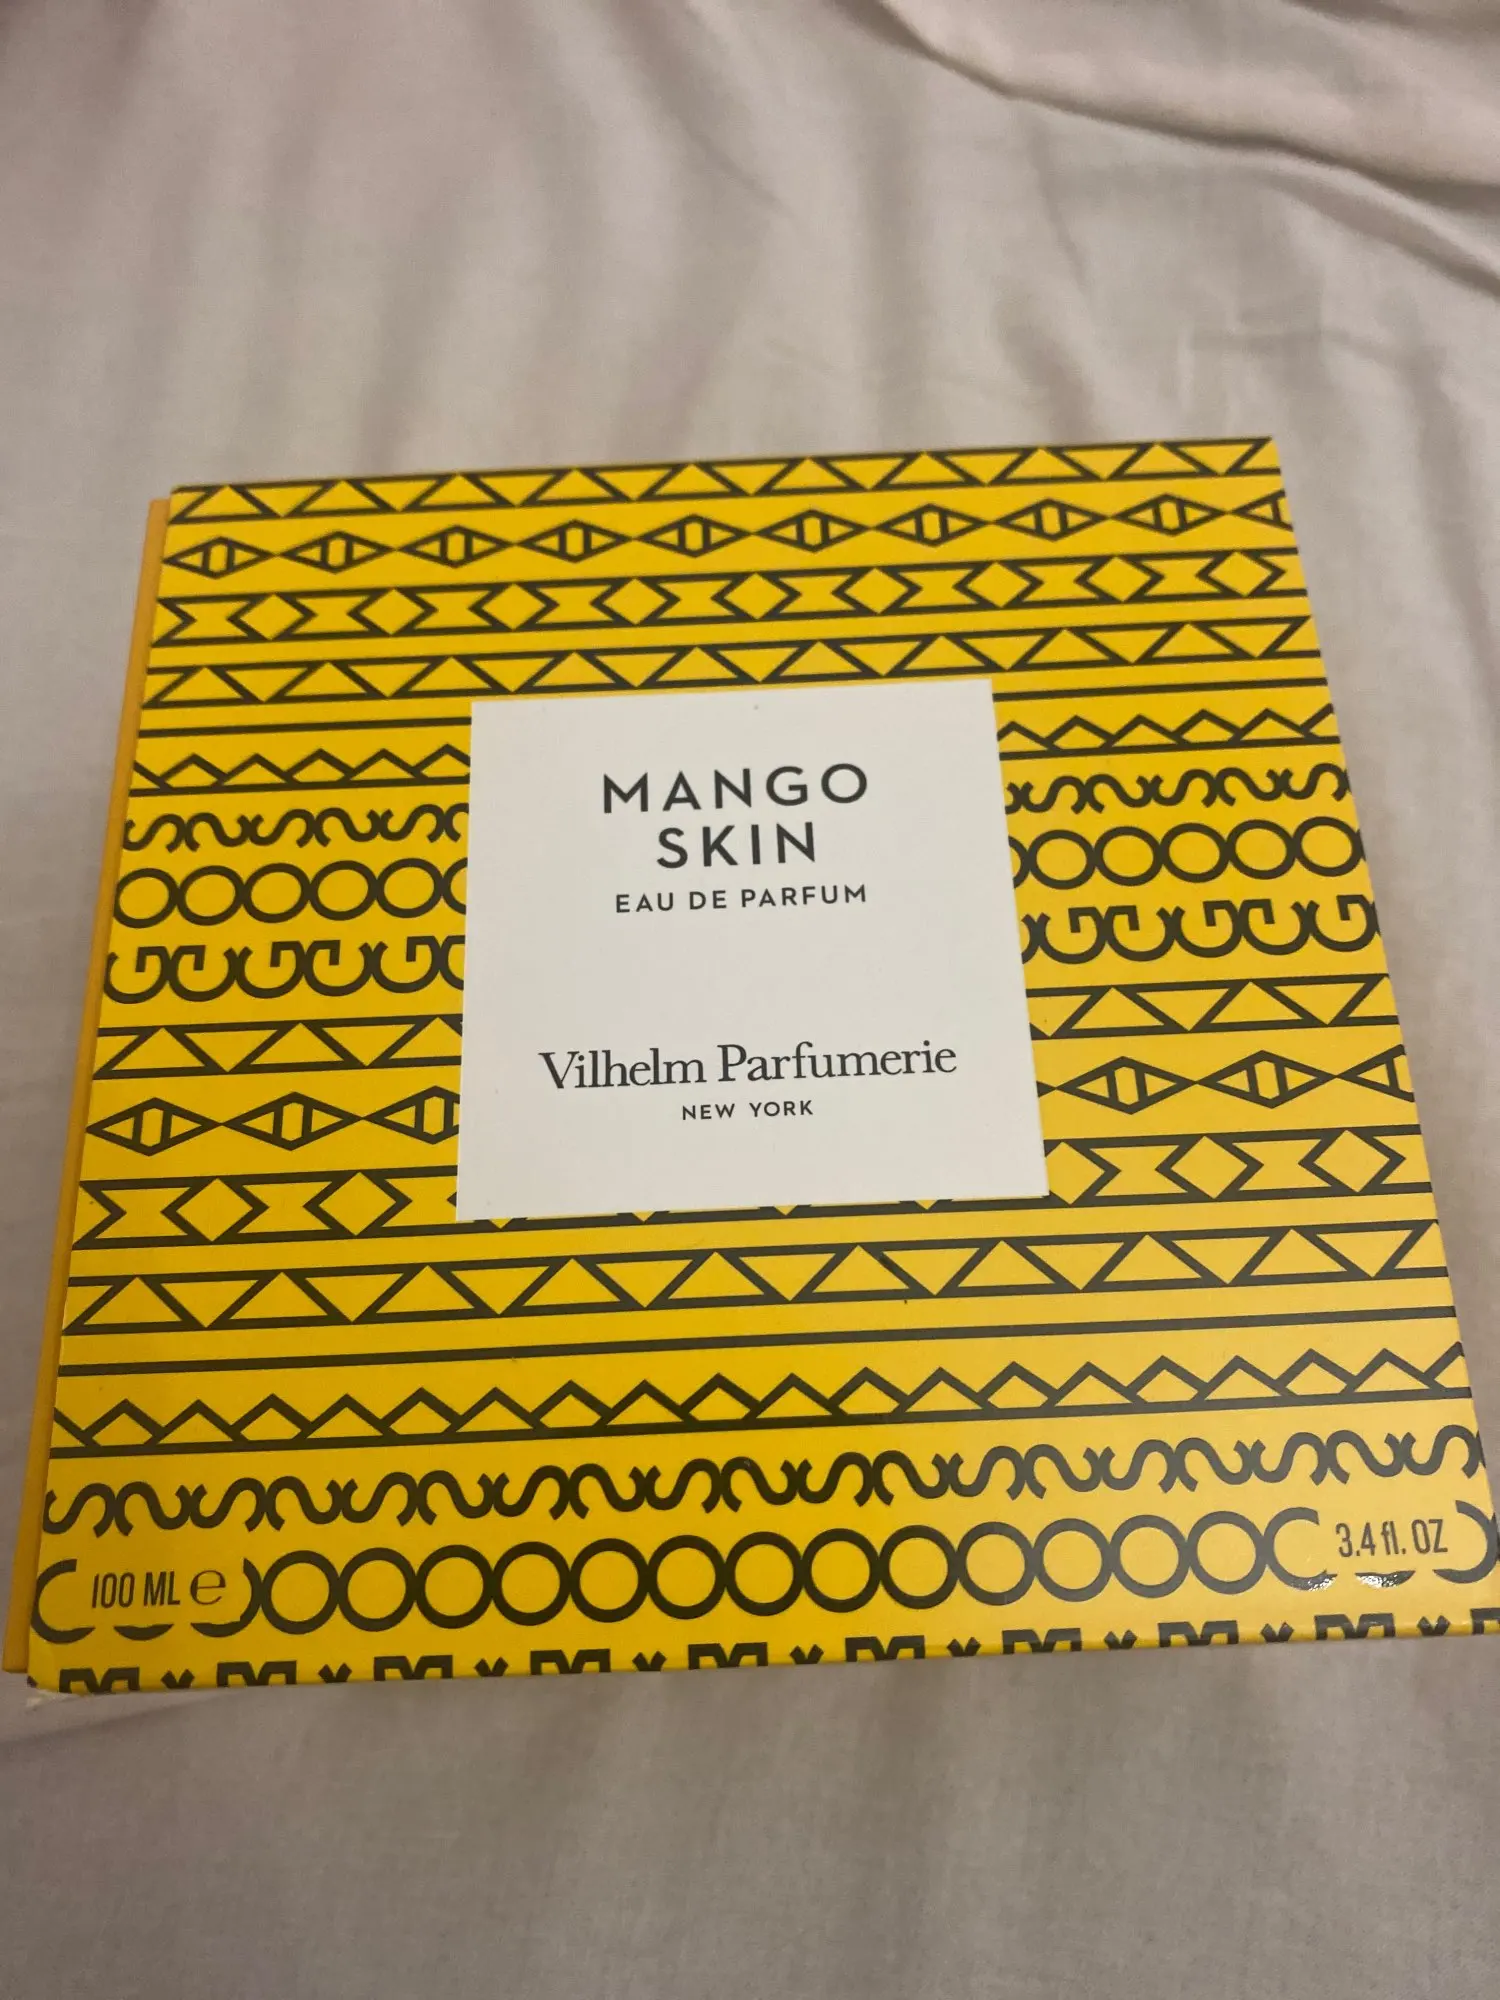 MANGO
SKIN
EAU DE PARFUM
Vilhelm Parfumerie
NEW YORK
100 ML ℮
3.4 fl. OZ